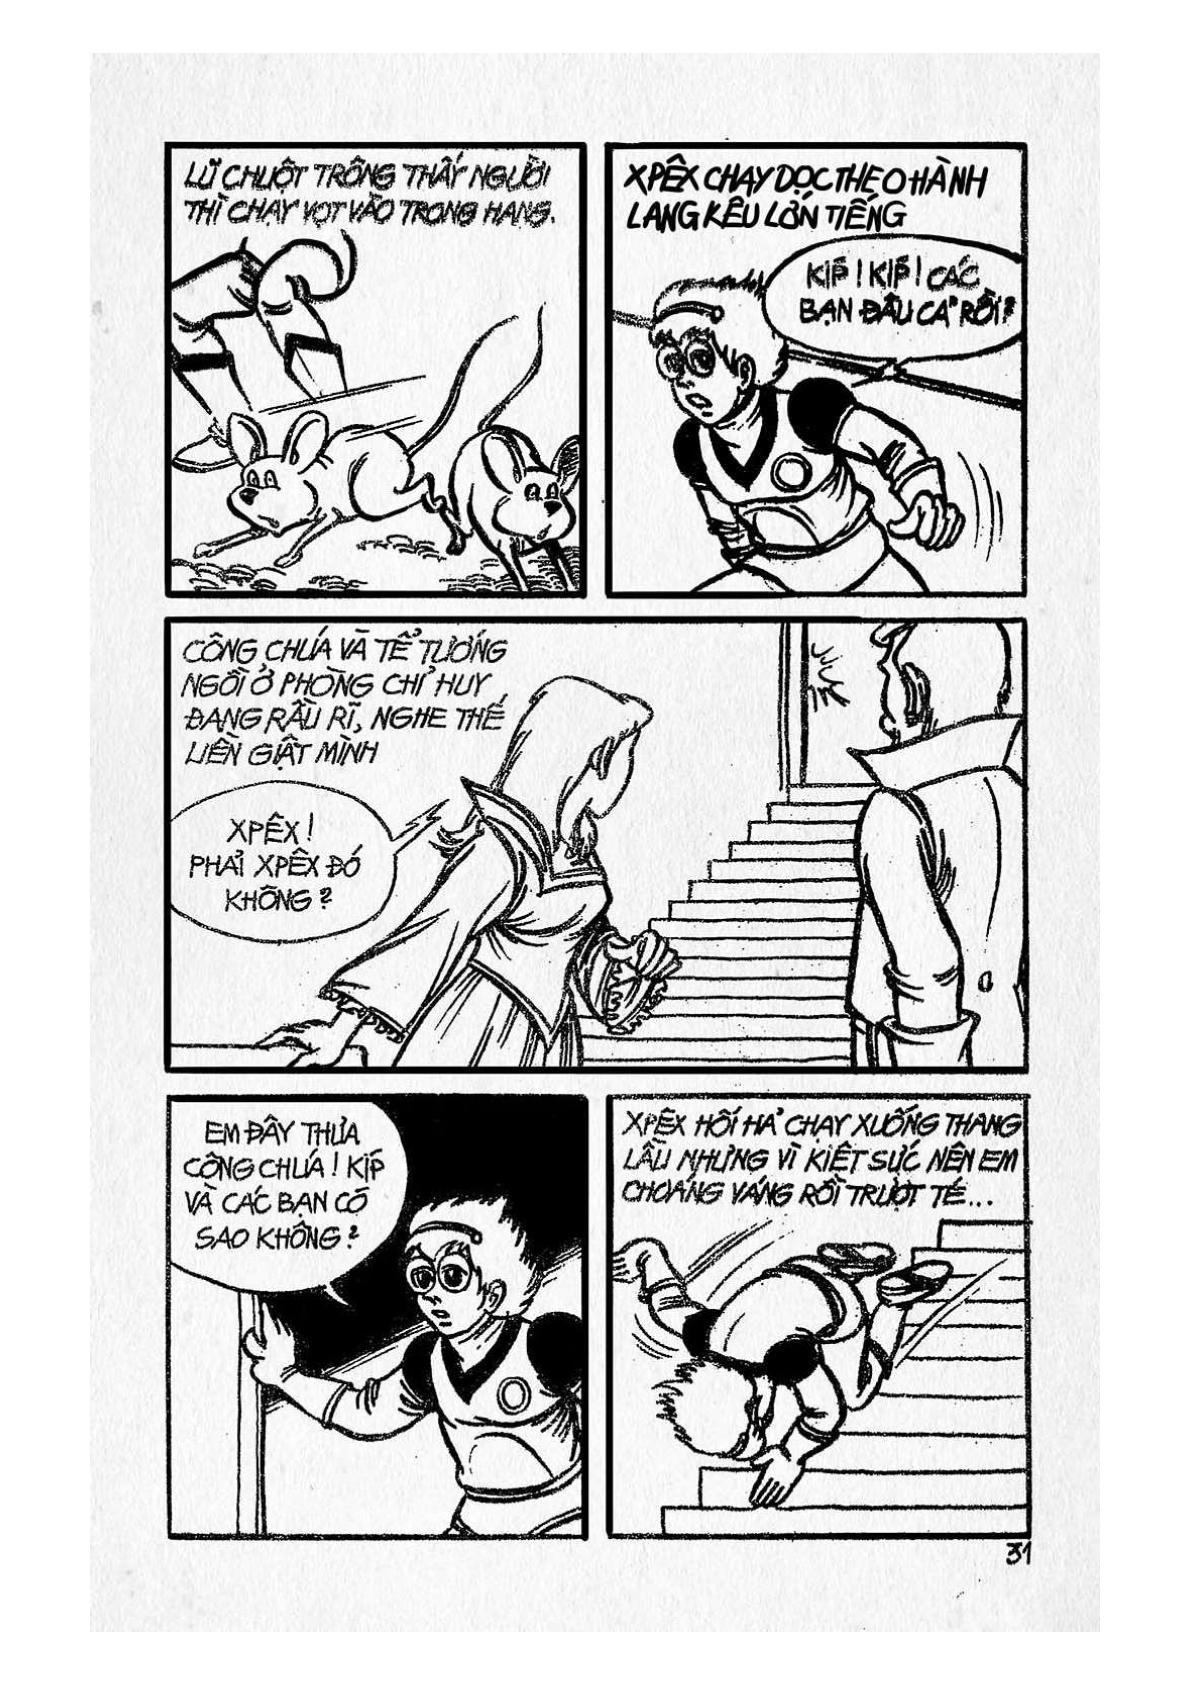 LŨ CHUỘT TRÔNG THẤY NGƯỜI
THÌ CHẠY VỌT VÀO TRONG HANG.
XPÊX CHẠY DỌC THEO HÀNH
LANG KÊU LỚN TIẾNG
KÍP! KÍP! CÁC
BẠN ĐÂU CẢ RỒI?
CÔNG CHÚA VÀ TỂ TƯỚNG
NGỒI Ở PHÒNG CHỈ HUY
ĐANG RẦU RĨ, NGHE THẾ
LIỀN GIẬT MÌNH
XPÊX!
PHẢI XPÊX ĐÓ
KHÔNG?
EM ĐÂY THƯA
CÔNG CHÚA! KÍP
VÀ CÁC BẠN CÓ
SAO KHÔNG?
XPÊX HỐI HẢ CHẠY XUỐNG THANG
LẦU NHƯNG VÌ KIỆT SỨC NÊN EM
CHOÁNG VÁNG RỒI TRƯỢT TÉ...
31